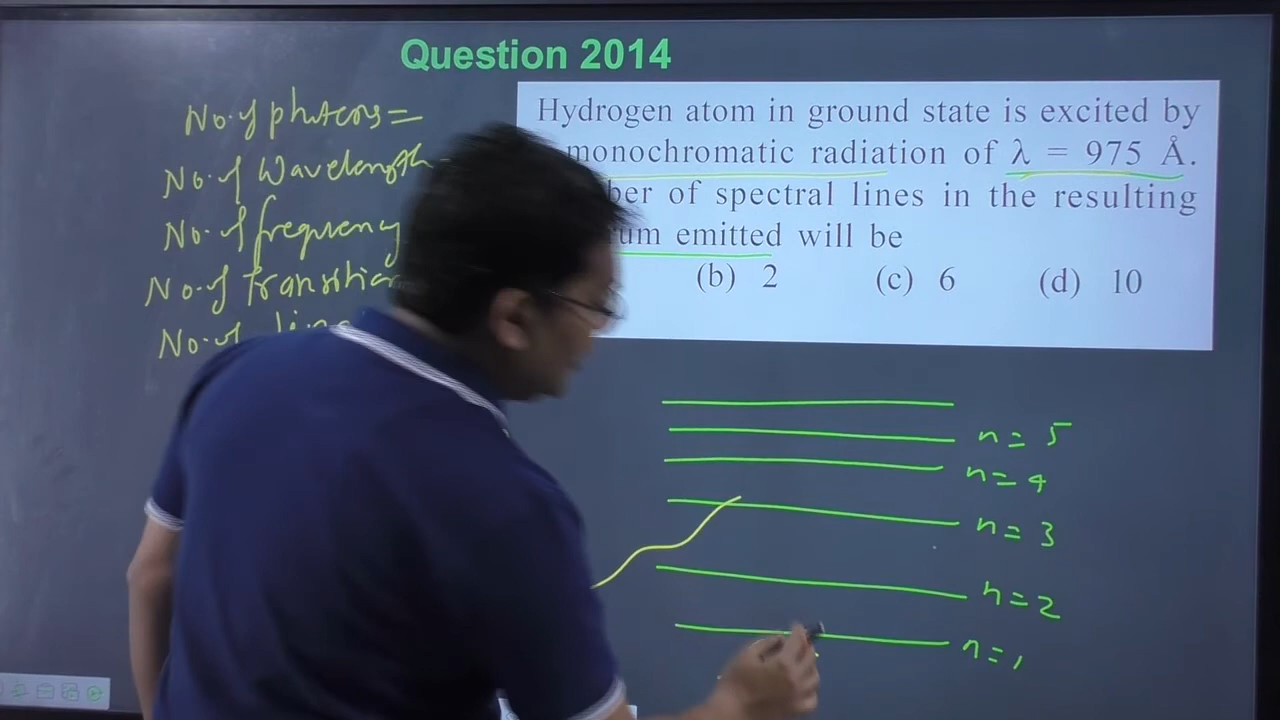 Question 2014
Hydrogen atom in ground state is excited by
monochromatic radiation of λ = 975 Å.
of spectral lines in the resulting
emitted will be
(b) 2 (c) 6 (d) 10
No. of photons =
No. of Wavelength
No. of frequency
No. of
No. of
n = 5
n = 4
n = 3
n = 2
n = 1